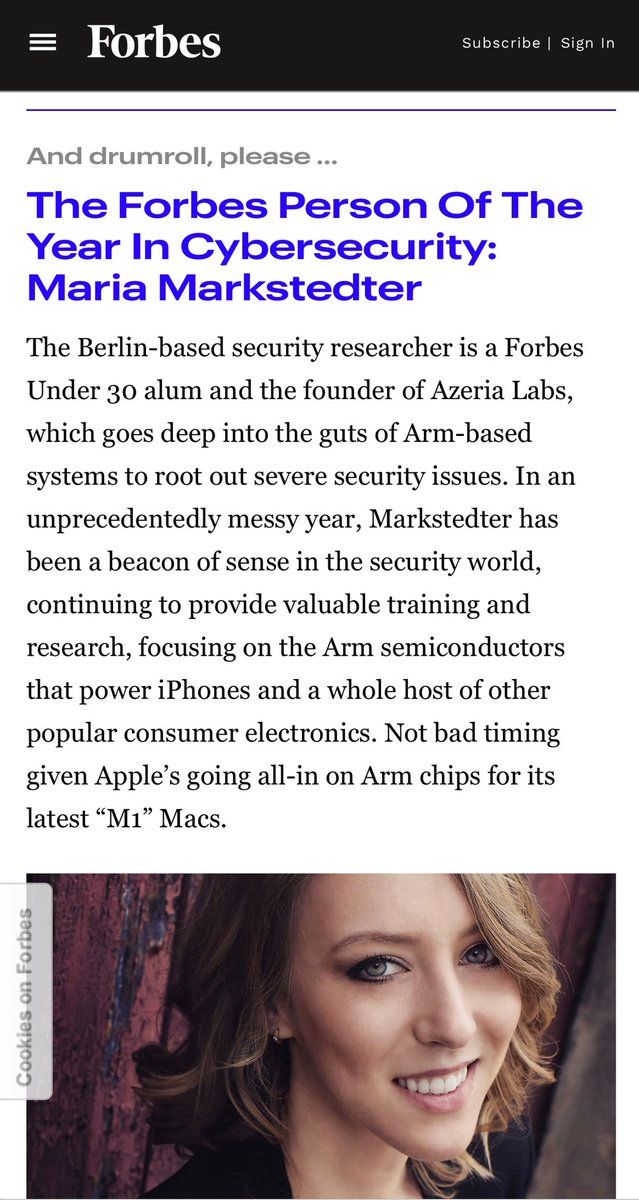 Forbes
Subscribe | Sign In
And drumroll, please ...
The Forbes Person Of The
Year In Cybersecurity:
Maria Markstedter
The Berlin-based security researcher is a Forbes
Under 30 alum and the founder of Azeria Labs,
which goes deep into the guts of Arm-based
systems to root out severe security issues. In an
unprecedentedly messy year, Markstedter has
been a beacon of sense in the security world,
continuing to provide valuable training and
research, focusing on the Arm semiconductors
that power iPhones and a whole host of other
popular consumer electronics. Not bad timing
given Apple’s going all-in on Arm chips for its
latest “M1” Macs.
Cookies on Forbes